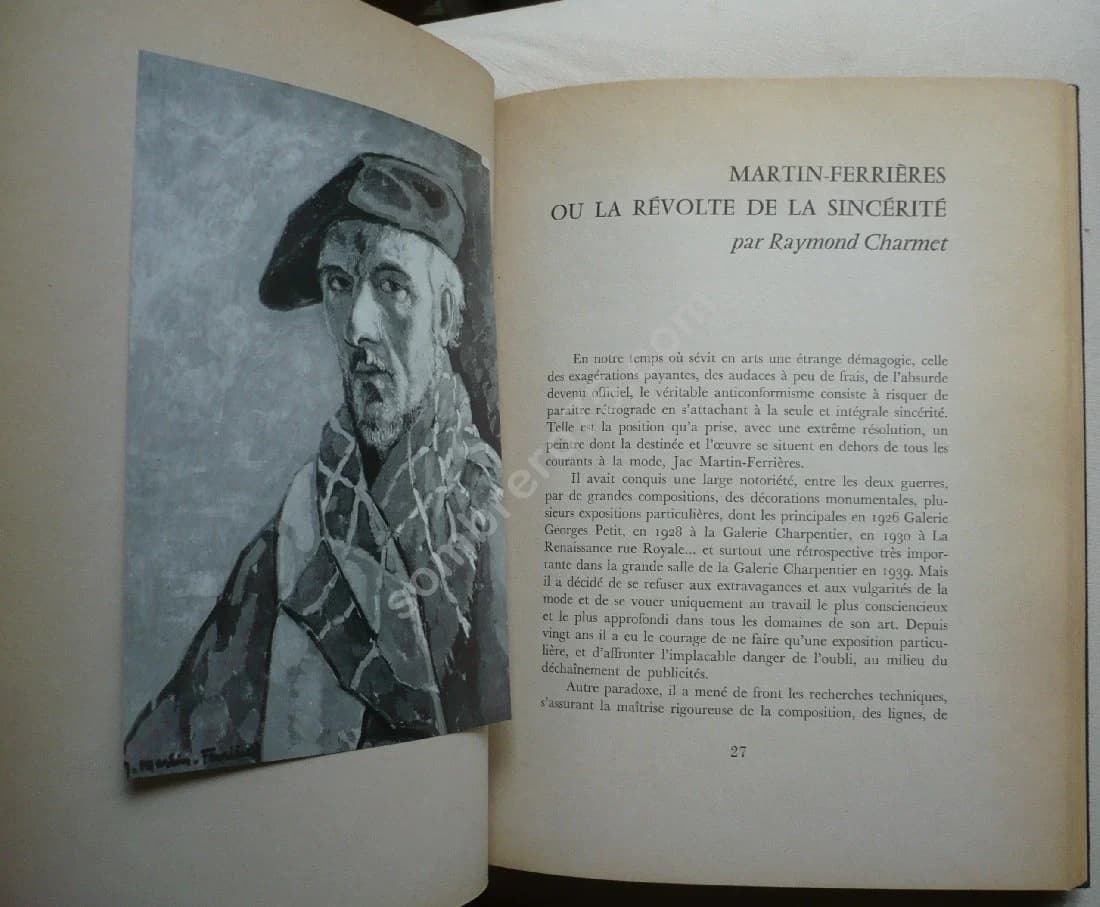 J. Martin-Ferrières
MARTIN-FERRIÈRES
OU LA RÉVOLTE DE LA SINCÉRITÉ
par Raymond Charmet
En notre temps où sévit en arts une étrange démagogie, celle
des exagérations payantes, des audaces à peu de frais, de l'absurde
devenu officiel, le véritable anticonformisme consiste à risquer de
paraître rétrograde en s'attachant à la seule et intégrale sincérité.
Telle est la position qu'a prise, avec une extrême résolution, un
peintre dont la destinée et l'œuvre se situent en dehors de tous les
courants à la mode, Jac Martin-Ferrières.
Il avait conquis une large notoriété, entre les deux guerres,
par de grandes compositions, des décorations monumentales, plu-
sieurs expositions particulières, dont les principales en 1926 Galerie
Georges Petit, en 1928 à la Galerie Charpentier, en 1930 à La
Renaissance rue Royale... et surtout une rétrospective très impor-
tante dans la grande salle de la Galerie Charpentier en 1939. Mais
il a décidé de se refuser aux extravagances et aux vulgarités de la
mode et de se vouer uniquement au travail le plus consciencieux
et le plus approfondi dans tous les domaines de son art. Depuis
vingt ans il a eu le courage de ne faire qu'une exposition particu-
lière, et d'affronter l'implacable danger de l'oubli, au milieu du
déchaînement de publicités.
Autre paradoxe, il a mené de front les recherches techniques,
s'assurant la maîtrise rigoureuse de la composition, des lignes, de
27